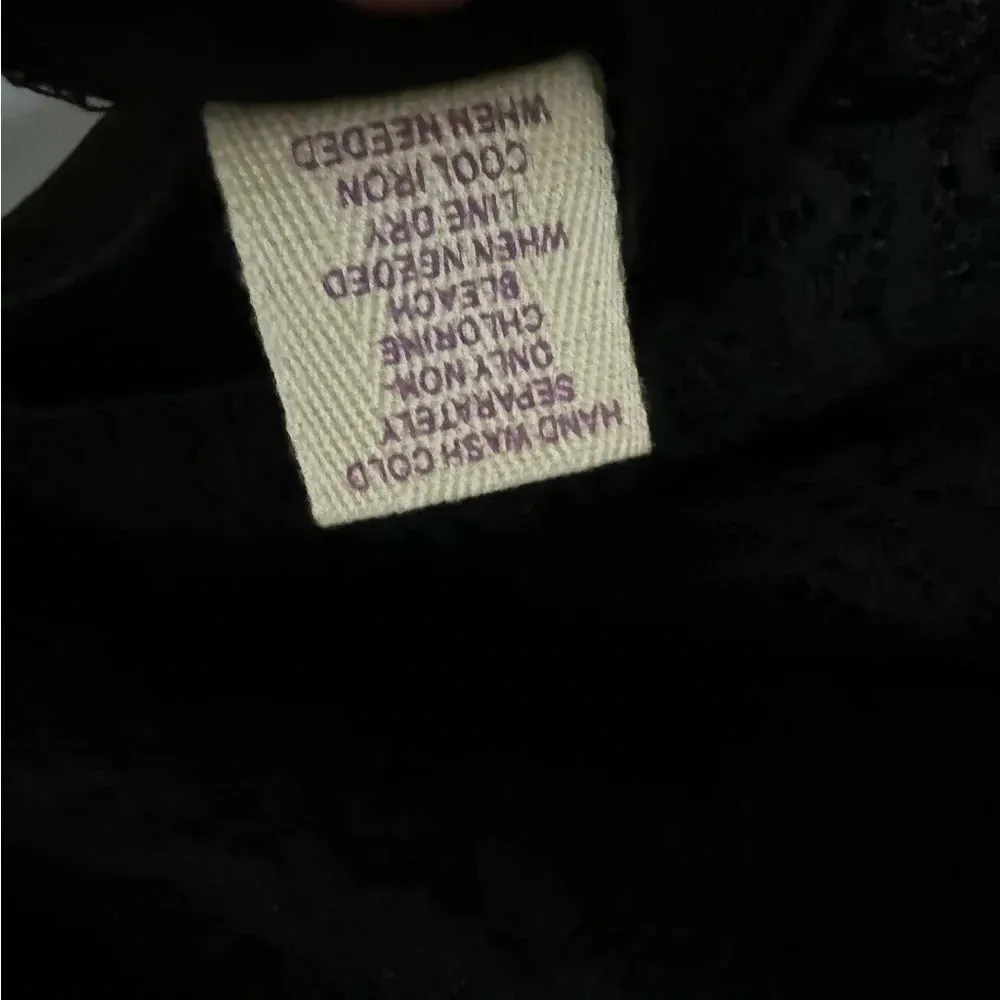 HAND WASH COLD
SEPARATELY
ONLY NON-
CHLORINE
BLEACH
WHEN NEEDED
LINE DRY
COOL IRON
WHEN NEEDED